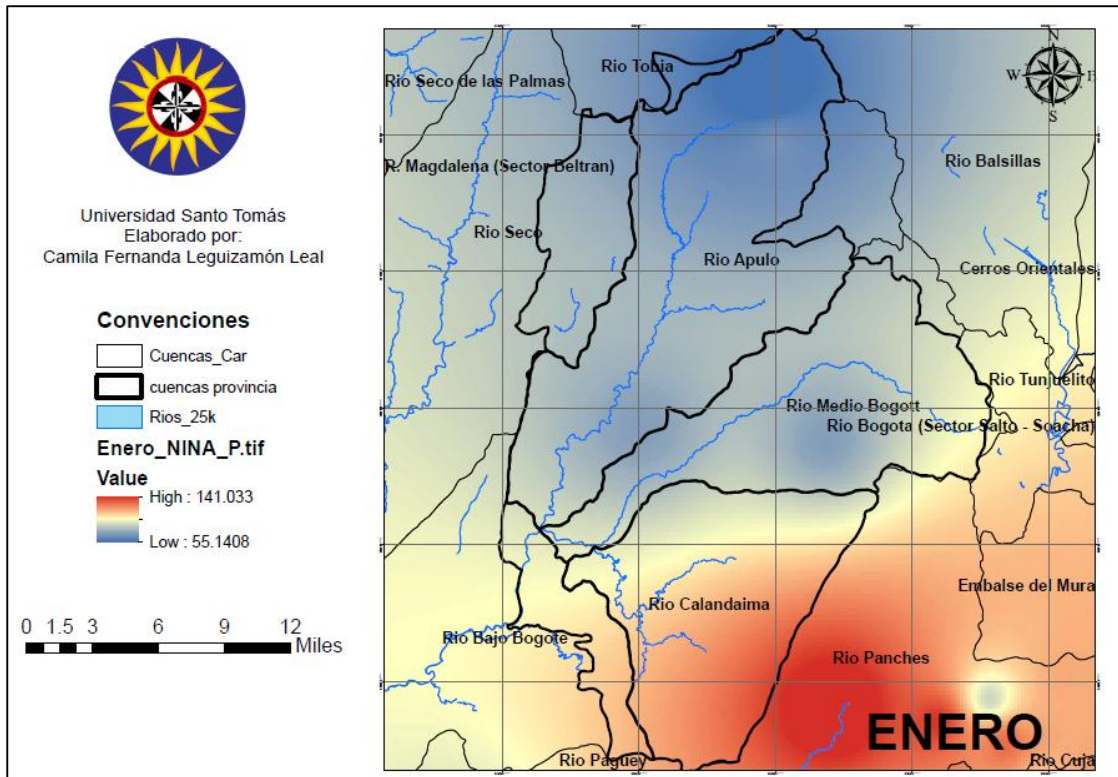 Universidad Santo Tomás
Elaborado por:
Camila Fernanda Leguizamón Leal
Convenciones
Cuencas_Car
cuencas provincia
Rios_25k
Enero_NINA_P.tif
Value
High : 141.033
Low : 55.1408
0 1.5 3 6 9 12
Miles
N
W E
S
Rio Tobia
Rio Seco de las Palmas
R. Magdalena (Sector Beltran)
Rio Balsillas
Rio Seco
Rio Apulo
Cerros Orientales
Rio Tunjuelito
Rio Medio Bogott
Rio Bogota (Sector Salto - Soacha)
Embalse del Mura
Rio Calandaima
Rio Bajo Bogote
Rio Panches
ENERO
Rio Paguey
Rio Cuja